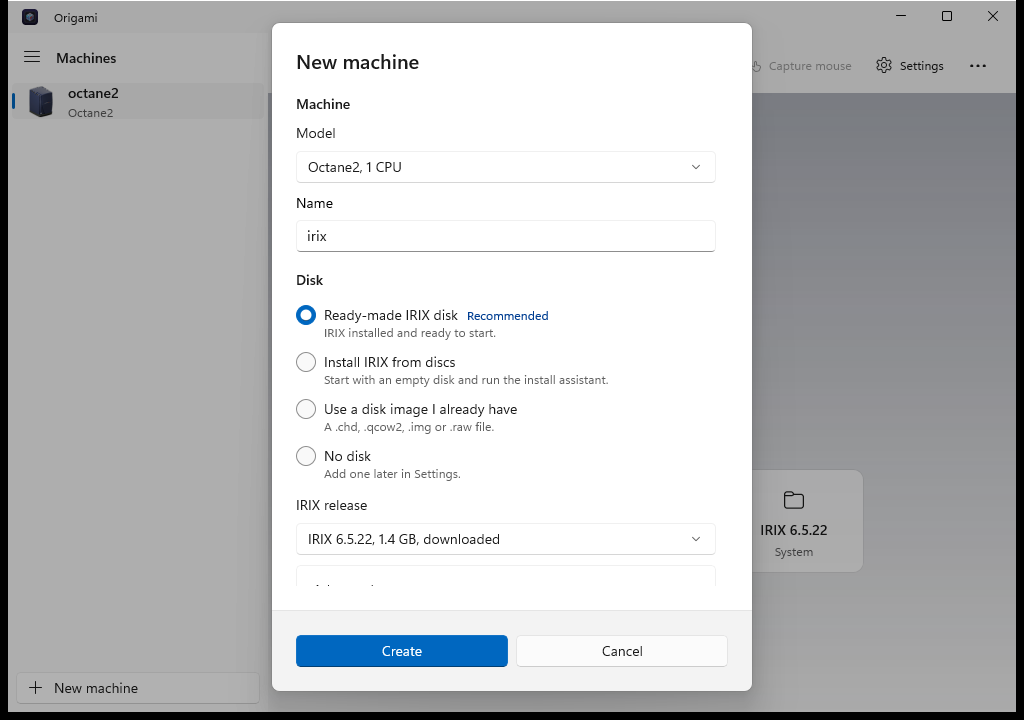 Origami
Machines
octane2
Octane2
Capture mouse
Settings
New machine
Machine
Model
Octane2, 1 CPU
Name
irix
Disk
Ready-made IRIX disk Recommended
IRIX installed and ready to start.
Install IRIX from discs
Start with an empty disk and run the install assistant.
Use a disk image I already have
A .chd, .qcow2, .img or .raw file.
No disk
Add one later in Settings.
IRIX release
IRIX 6.5.22, 1.4 GB, downloaded
Create
Cancel
IRIX 6.5.22
System
New machine